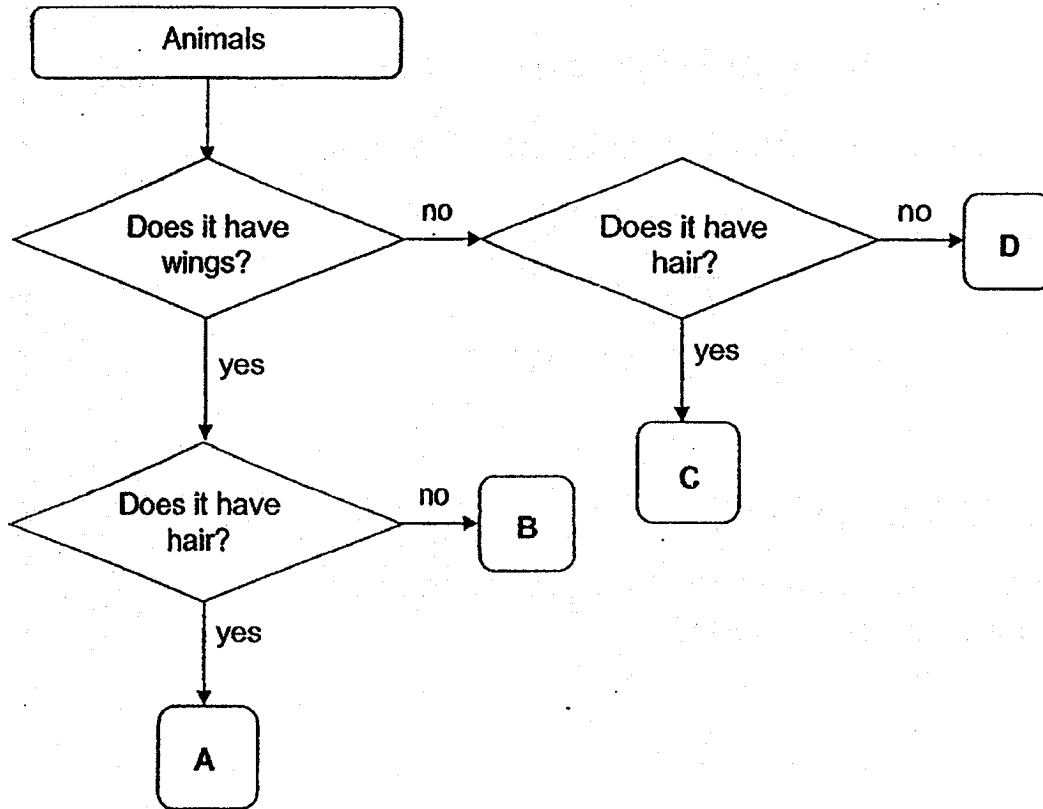 Animals
Does it have
wings?
no
Does it have
hair?
no
D
yes
yes
C
Does it have
hair?
no
B
yes
A